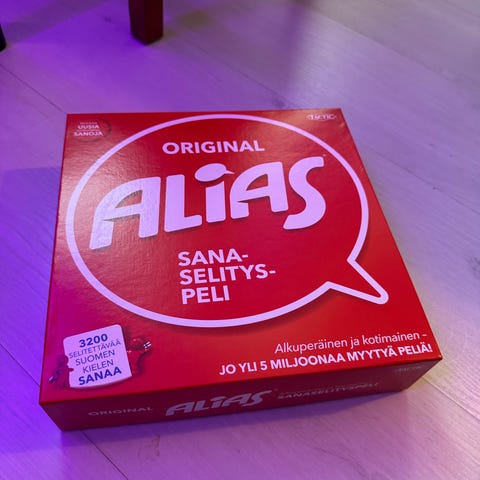 UUSIA
SANOJA
TACTIC
ORIGINAL
ALIAS
SANA-
SELITYS-
PELI
3200
SELITETTÄVÄÄ
SUOMEN
KIELEN
SANAA
Alkuperäinen ja kotimainen –
JO YLI 5 MILJOONAA MYYTYÄ PELIÄ!
ORIGINAL ALIAS SANASELITYSPELI